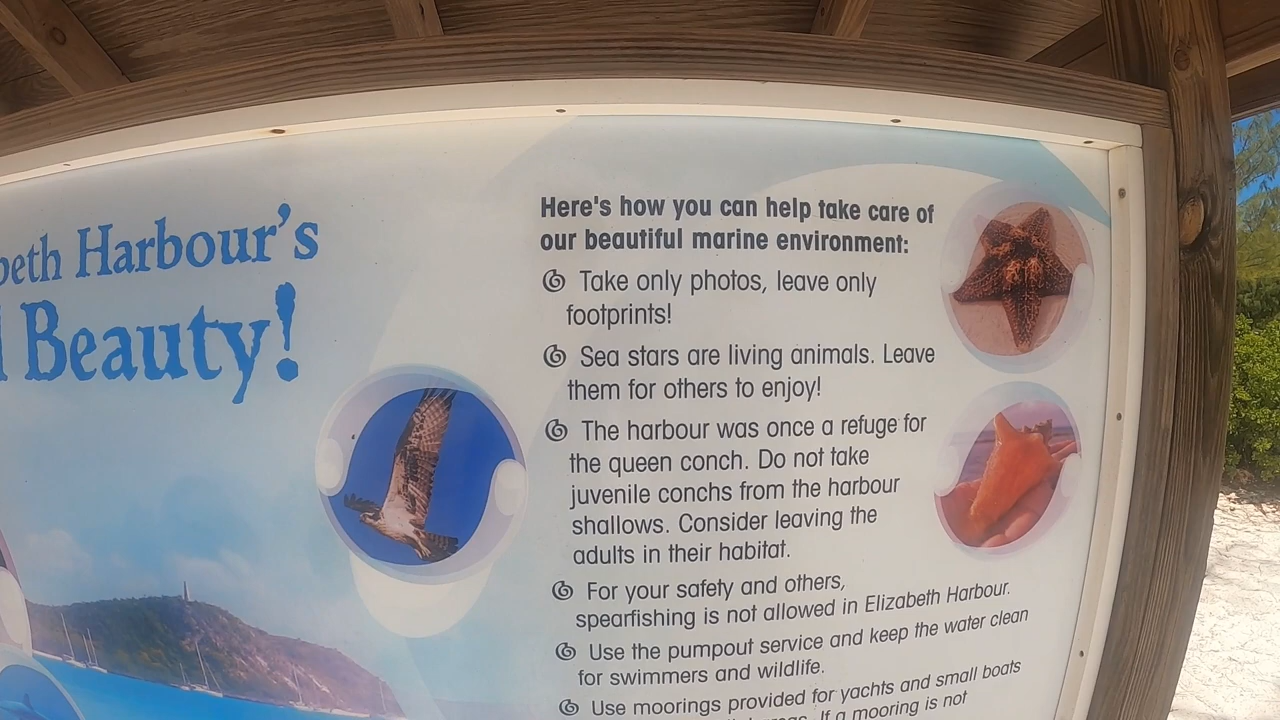 beth Harbour's
Beauty!
Here's how you can help take care of
our beautiful marine environment:
Take only photos, leave only
footprints!
Sea stars are living animals. Leave
them for others to enjoy!
The harbour was once a refuge for
the queen conch. Do not take
juvenile conchs from the harbour
shallows. Consider leaving the
adults in their habitat.
For your safety and others,
spearfishing is not allowed in Elizabeth Harbour.
Use the pumpout service and keep the water clean
for swimmers and wildlife.
Use moorings provided for yachts and small boats
If a mooring is not